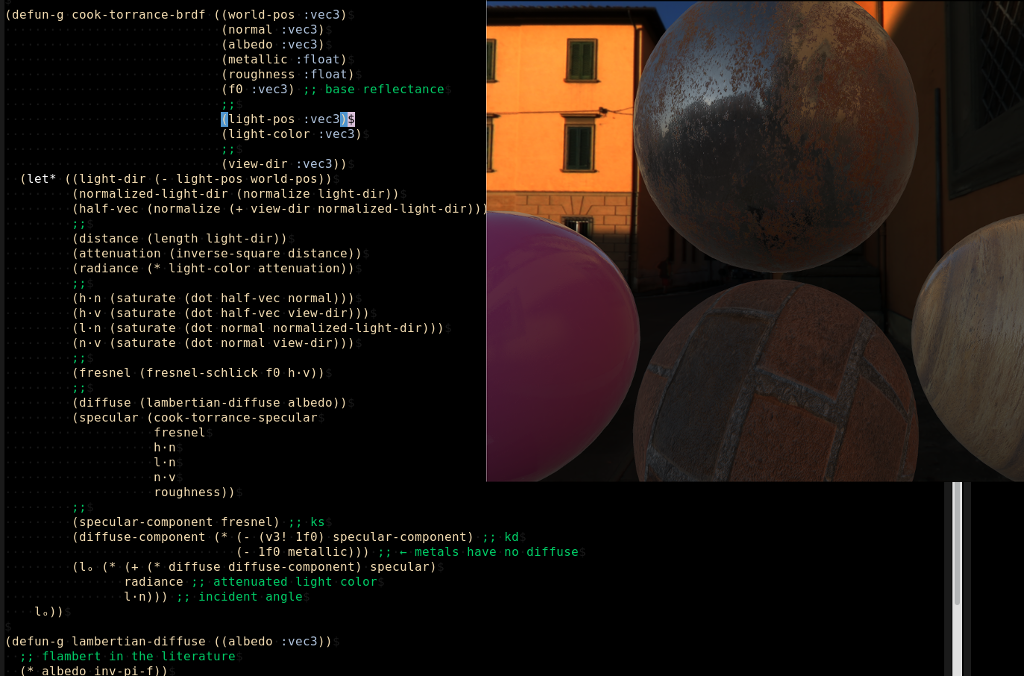 (defun-g cook-torrance-brdf ((world-pos :vec3)$
(normal :vec3)$
(albedo :vec3)$
(metallic :float)$
(roughness :float)$
(f0 :vec3) ;; base reflectance$
;;$
(light-pos :vec3)$
(light-color :vec3)$
;;$
(view-dir :vec3))$
(let* ((light-dir (- light-pos world-pos))$
(normalized-light-dir (normalize light-dir))$
(half-vec (normalize (+ view-dir normalized-light-dir)))
;;$
(distance (length light-dir))$
(attenuation (inverse-square distance))$
(radiance (* light-color attenuation))$
;;$
(h·n (saturate (dot half-vec normal)))$
(h·v (saturate (dot half-vec view-dir)))$
(l·n (saturate (dot normal normalized-light-dir)))$
(n·v (saturate (dot normal view-dir)))$
;;$
(fresnel (fresnel-schlick f0 h·v))$
;;$
(diffuse (lambertian-diffuse albedo))$
(specular (cook-torrance-specular$
fresnel$
h·n$
l·n$
n·v$
roughness))$
;;$
(specular-component fresnel) ;; ks$
(diffuse-component (* (- (v3! 1f0) specular-component) ;; kd$
(- 1f0 metallic))) ;; ← metals have no diffuse$
(lₒ (* (+ (* diffuse diffuse-component) specular)$
radiance ;; attenuated light color$
l·n))) ;; incident angle$
lₒ))$
$
(defun-g lambertian-diffuse ((albedo :vec3))$
;; flambert in the literature$
(* albedo inv-pi-f))$